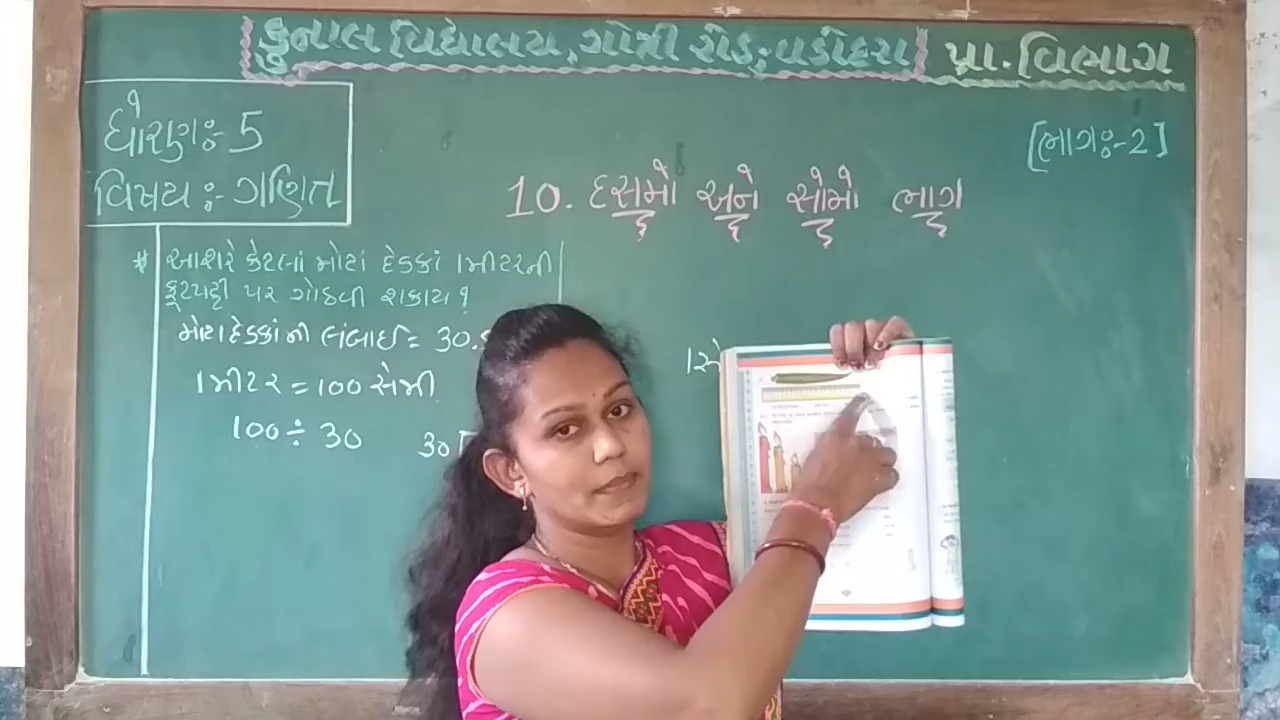 કુનાલ વિદ્યાલય, ગોત્રી રોડ; વડોદરા પ્રા. વિભાગ
ધોરણઃ- 5
વિષયઃ- ગણિત
[ભાગઃ-2]
10. દસમો અને સોમો ભાગ
* આશરે કેટલાં મોટાં દેડકાં 1મીટરની
ફૂટપટ્ટી પર ગોઠવી શકાય?
મોટા દેડકાંની લંબાઈ = 30.
1મીટર = 100 સેમી
100 ÷ 30 30
1સે